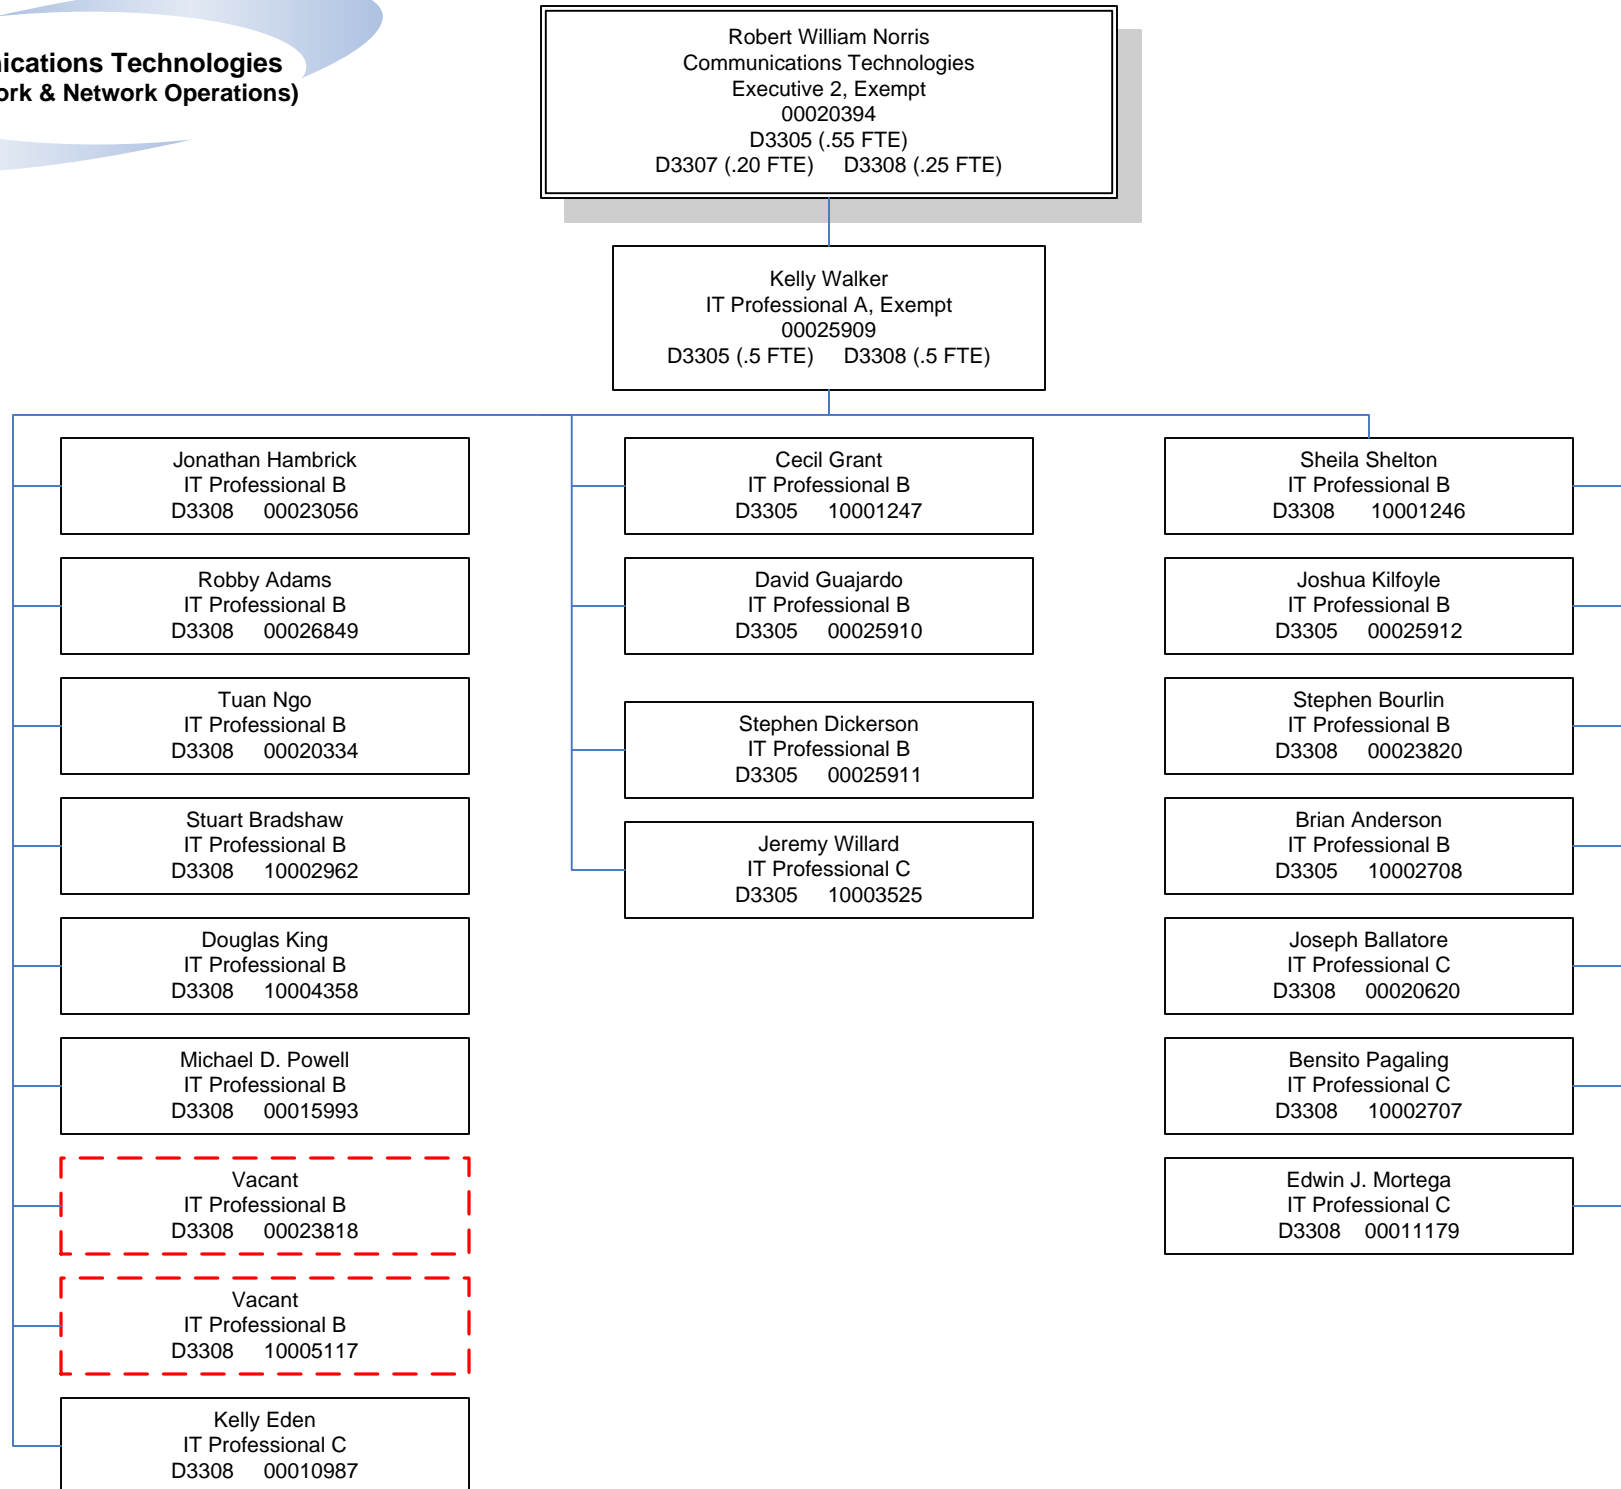 Technologies
& Network Operations)
Robert William Norris
Communications Technologies
Executive 2, Exempt
00020394
D3305 (.55 FTE)
D3307 (.20 FTE) D3308 (.25 FTE)
Kelly Walker
IT Professional A, Exempt
00025909
D3305 (.5 FTE) D3308 (.5 FTE)
Jonathan Hambrick
IT Professional B
D3308 00023056
Robby Adams
IT Professional B
D3308 00026849
Tuan Ngo
IT Professional B
D3308 00020334
Stuart Bradshaw
IT Professional B
D3308 10002962
Douglas King
IT Professional B
D3308 10004358
Michael D. Powell
IT Professional B
D3308 00015993
Vacant
IT Professional B
D3308 00023818
Vacant
IT Professional B
D3308 10005117
Kelly Eden
IT Professional C
D3308 00010987
Cecil Grant
IT Professional B
D3305 10001247
David Guajardo
IT Professional B
D3305 00025910
Stephen Dickerson
IT Professional B
D3305 00025911
Jeremy Willard
IT Professional C
D3305 10003525
Sheila Shelton
IT Professional B
D3308 10001246
Joshua Kilfoyle
IT Professional B
D3305 00025912
Stephen Bourlin
IT Professional B
D3308 00023820
Brian Anderson
IT Professional B
D3305 10002708
Joseph Ballatore
IT Professional C
D3308 00020620
Bensito Pagaling
IT Professional C
D3308 10002707
Edwin J. Mortega
IT Professional C
D3308 00011179